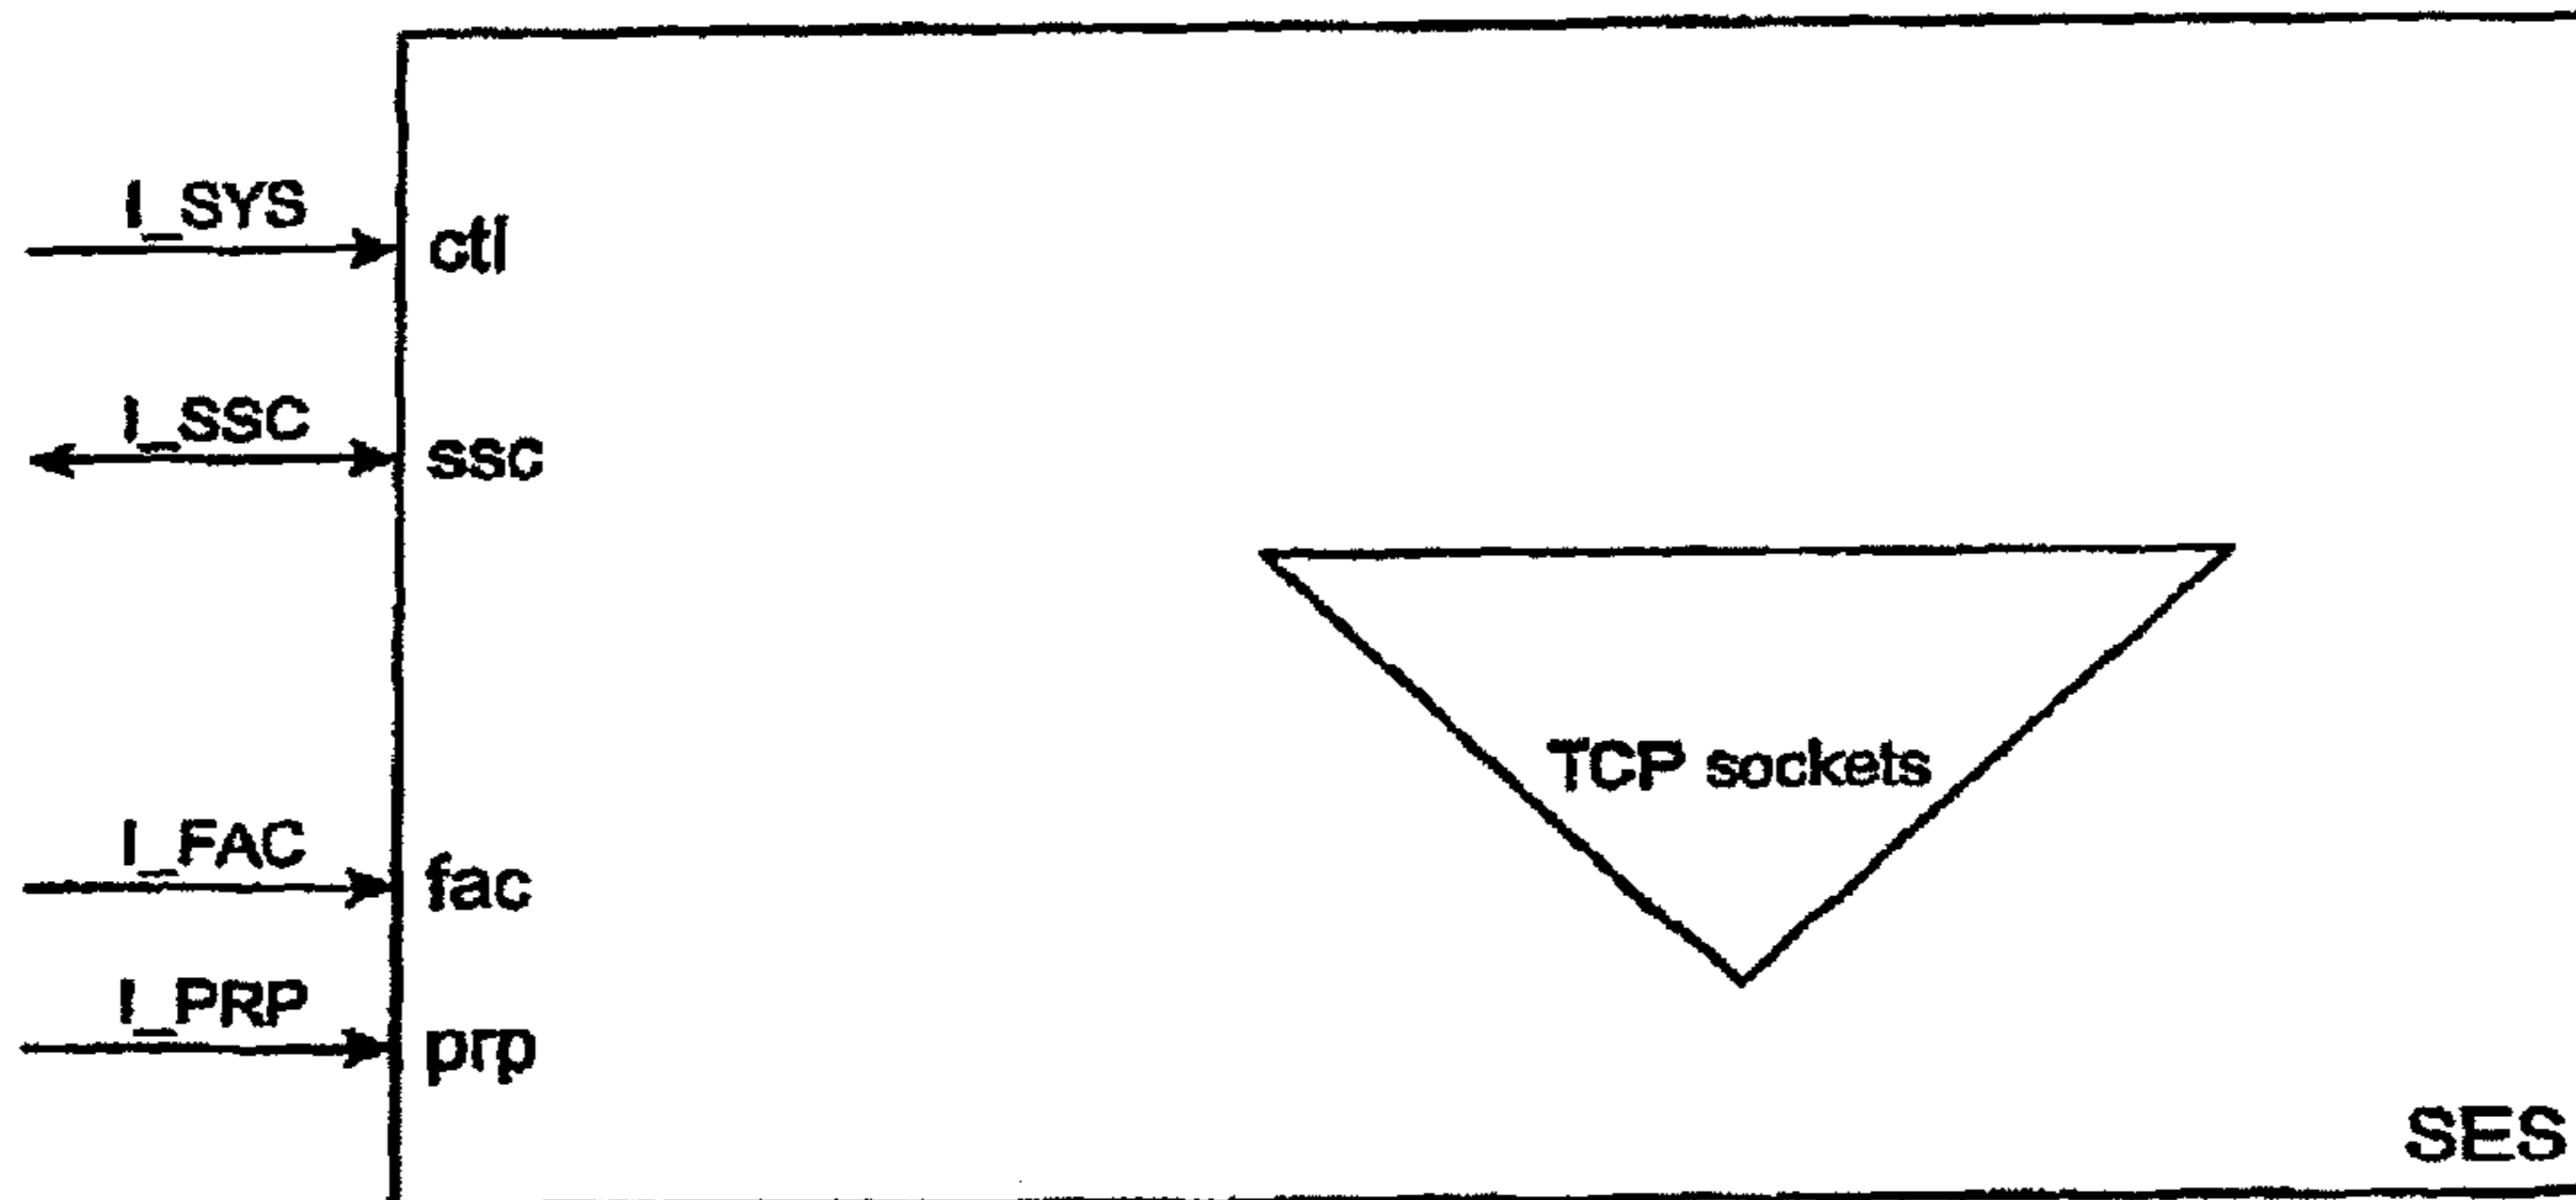 I_SYS
ctl
I_SSC
ssc
TCP sockets
I_FAC
fac
I_PRP
prp
SES